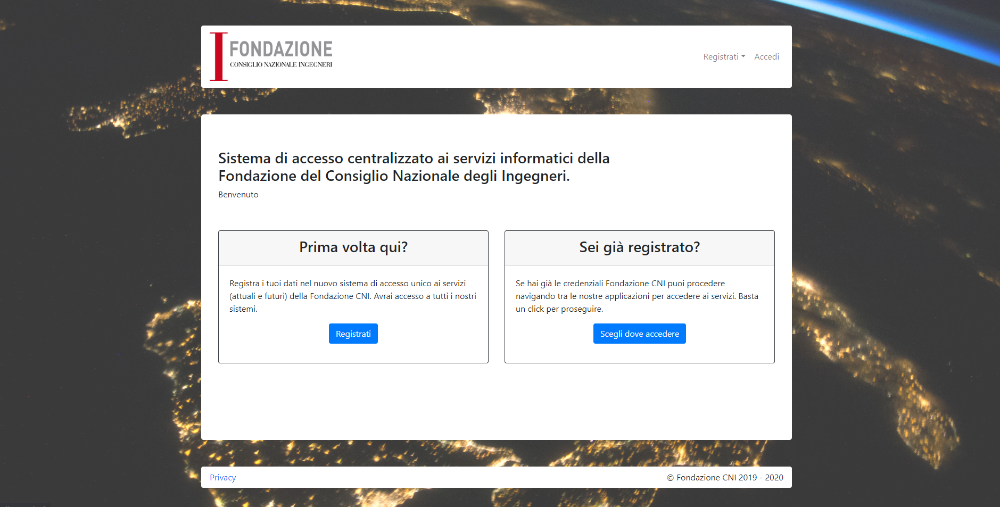 FONDAZIONE
CONSIGLIO NAZIONALE INGEGNERI
Registrati Accedi
Sistema di accesso centralizzato ai servizi informatici della
Fondazione del Consiglio Nazionale degli Ingegneri.
Benvenuto
Prima volta qui?
Registra i tuoi dati nel nuovo sistema di accesso unico ai servizi
(attuali e futuri) della Fondazione CNI. Avrai accesso a tutti i nostri
sistemi.
Registrati
Sei già registrato?
Se hai già le credenziali Fondazione CNI puoi procedere
navigando tra le nostre applicazioni per accedere ai servizi. Basta
un click per proseguire.
Scegli dove accedere
Privacy
© Fondazione CNI 2019 - 2020